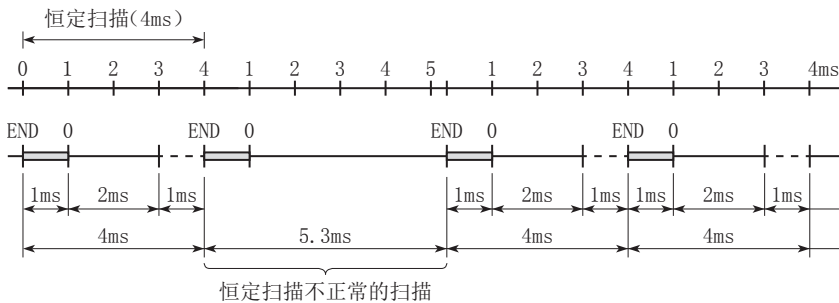 恒定扫描(4ms)
0 1 2 3 4 1 2 3 4 5 1 2 3 4 1 2 3 4ms
END 0 END 0 END 0 END 0
1ms 2ms 1ms 1ms 2ms 1ms 1ms 2ms 1ms
4ms 5.3ms 4ms 4ms
恒定扫描不正常的扫描